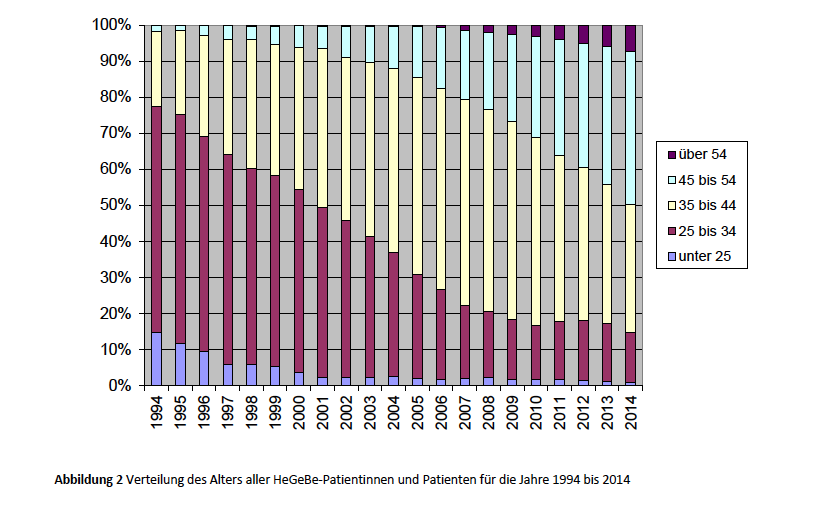 100%
90%
80%
70%
60%
50%
40%
30%
20%
10%
0%
1994 1995 1996 1997 1998 1999 2000 2001 2002 2003 2004 2005 2006 2007 2008 2009 2010 2011 2012 2013 2014
über 54
45 bis 54
35 bis 44
25 bis 34
unter 25
Abbildung 2 Verteilung des Alters aller HeGeBe-Patientinnen und Patienten für die Jahre 1994 bis 2014